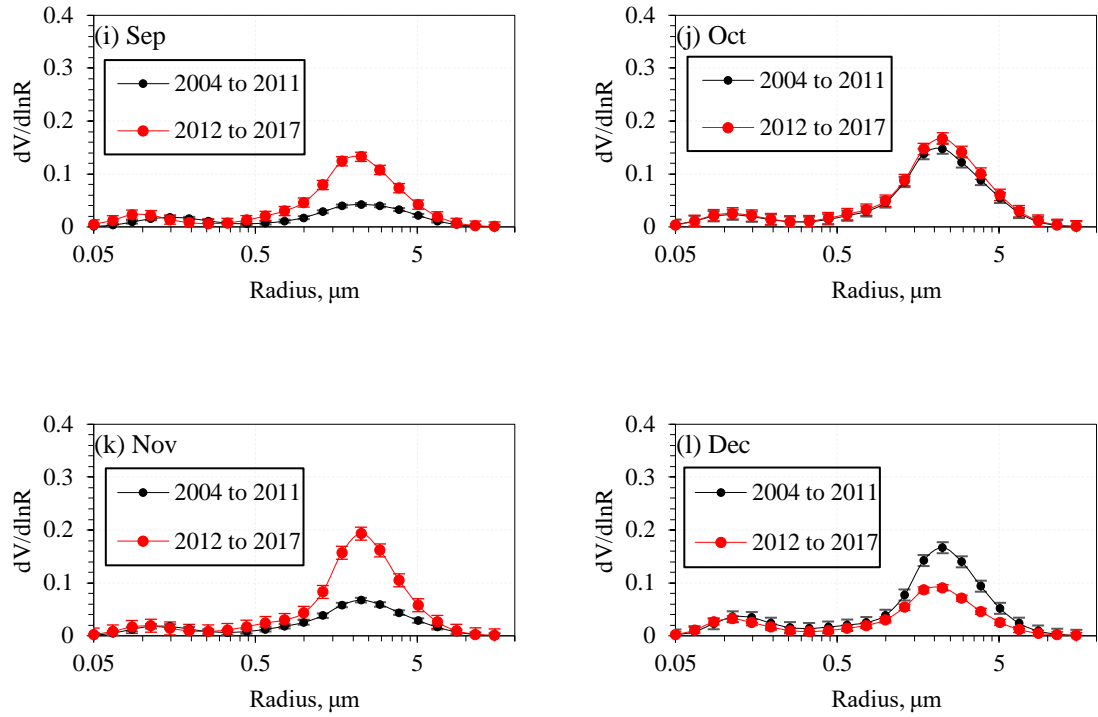 (i) Sep
dV/dlnR
0.4
0.3
0.2
0.1
0
2004 to 2011
2012 to 2017
0.05
0.5
5
Radius, μm
(j) Oct
dV/dlnR
0.4
0.3
0.2
0.1
0
2004 to 2011
2012 to 2017
0.05
0.5
5
Radius, μm
(k) Nov
dV/dlnR
0.4
0.3
0.2
0.1
0
2004 to 2011
2012 to 2017
0.05
0.5
5
Radius, μm
(l) Dec
dV/dlnR
0.4
0.3
0.2
0.1
0
2004 to 2011
2012 to 2017
0.05
0.5
5
Radius, μm